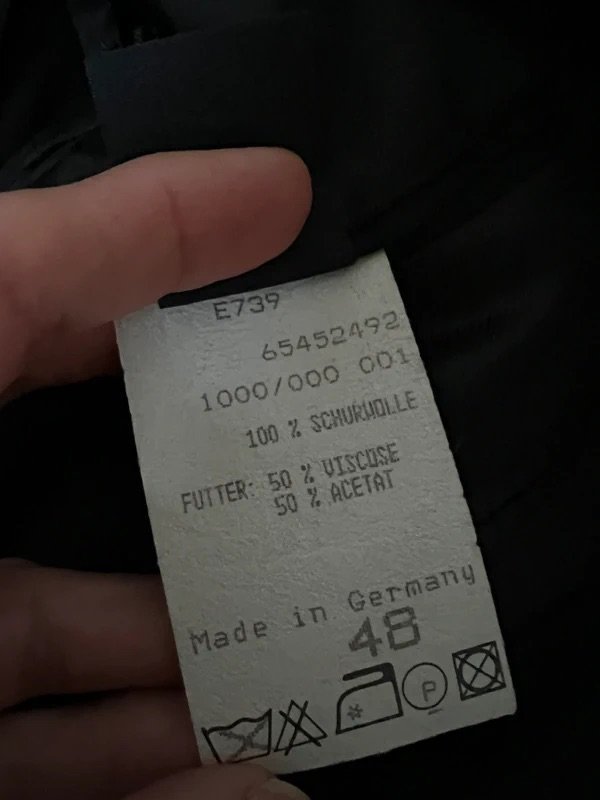 E739
65452492
1000/000 001
100 % SCHURWOLLE
FUTTER: 50 % VISCOSE
50 % ACETAT
Made in Germany
48
P